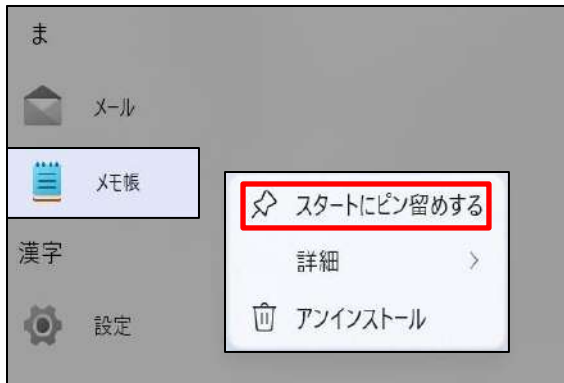 ま
メール
メモ帳
スタートにピン留めする
漢字
詳細
設定
アンインストール